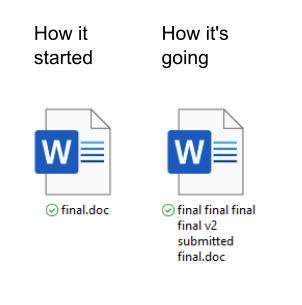 How it
started
How it's
going
W
final.doc
W
final final final
final v2
submitted
final.doc